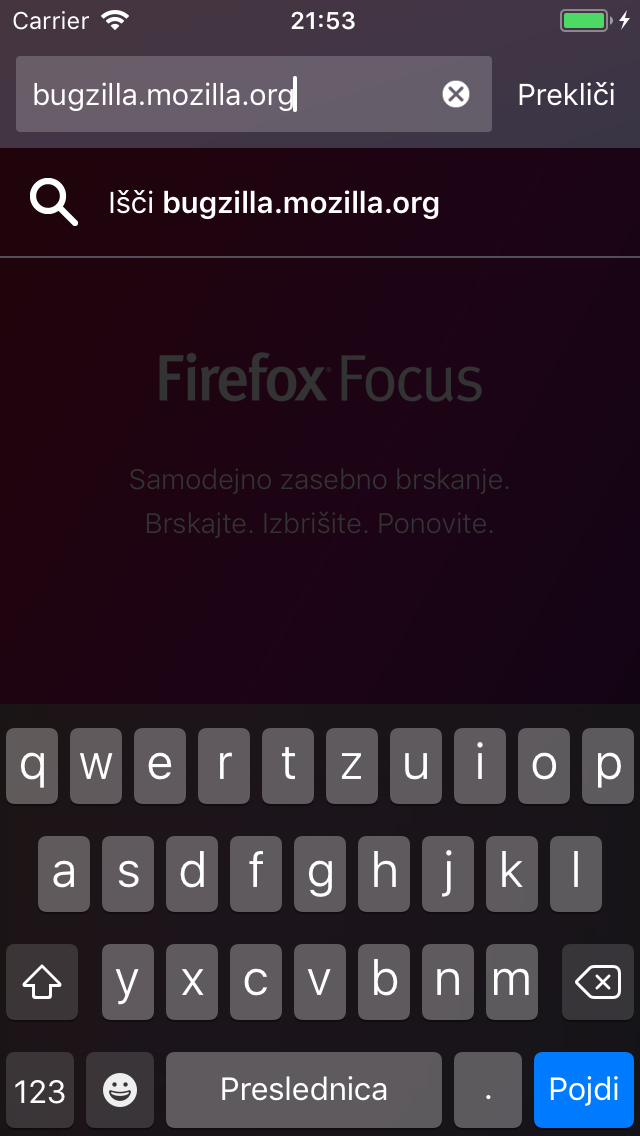 Carrier 21:53
bugzilla.mozilla.org Prekliči
Išči bugzilla.mozilla.org
Firefox Focus
Samodejno zasebno brskanje.
Brskajte. Izbrišite. Ponovite.
q w e r t z u i o p
a s d f g h j k l
y x c v b n m
123 Preslednica . Pojdi